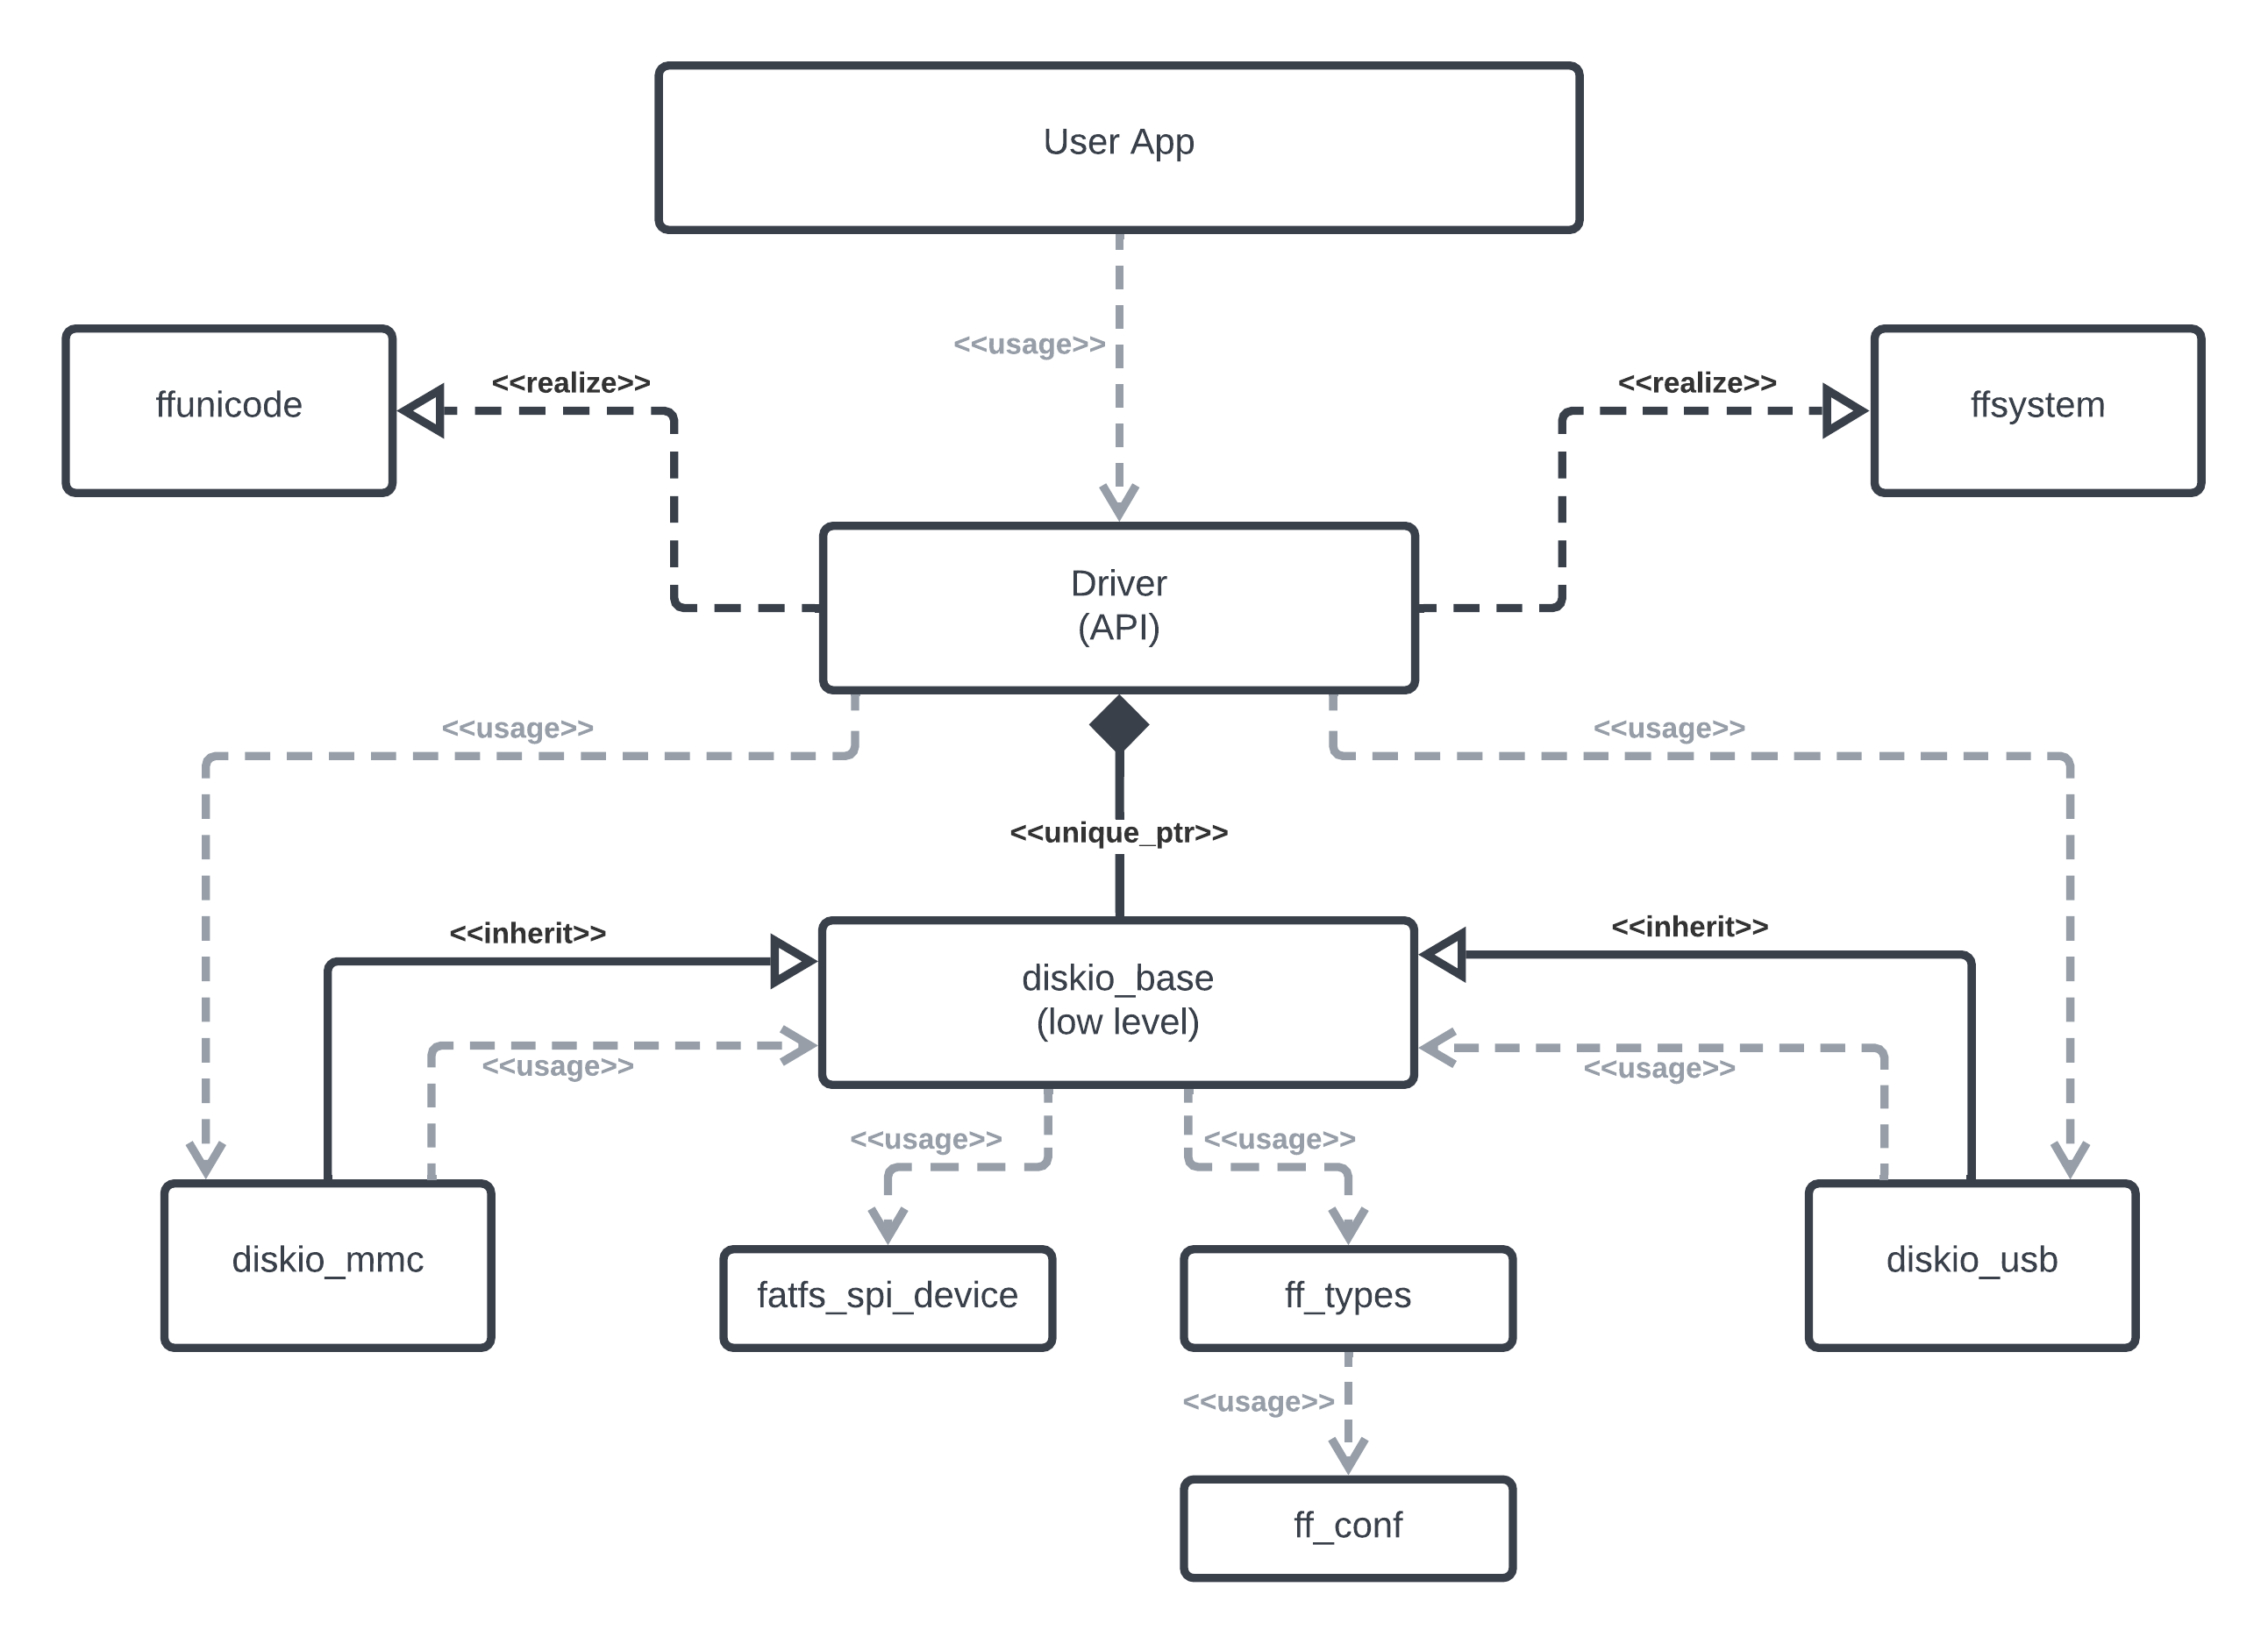 User App
<<usage>>
ffunicode
<<realize>>
<<realize>>
ffsystem
Driver
(API)
<<usage>>
<<usage>>
<<unique_ptr>>
<<inherit>>
<<inherit>>
diskio_base
(low level)
<<usage>>
<<usage>>
<<usage>>
<<usage>>
diskio_mmc
fatfs_spi_device
ff_types
diskio_usb
<<usage>>
ff_conf